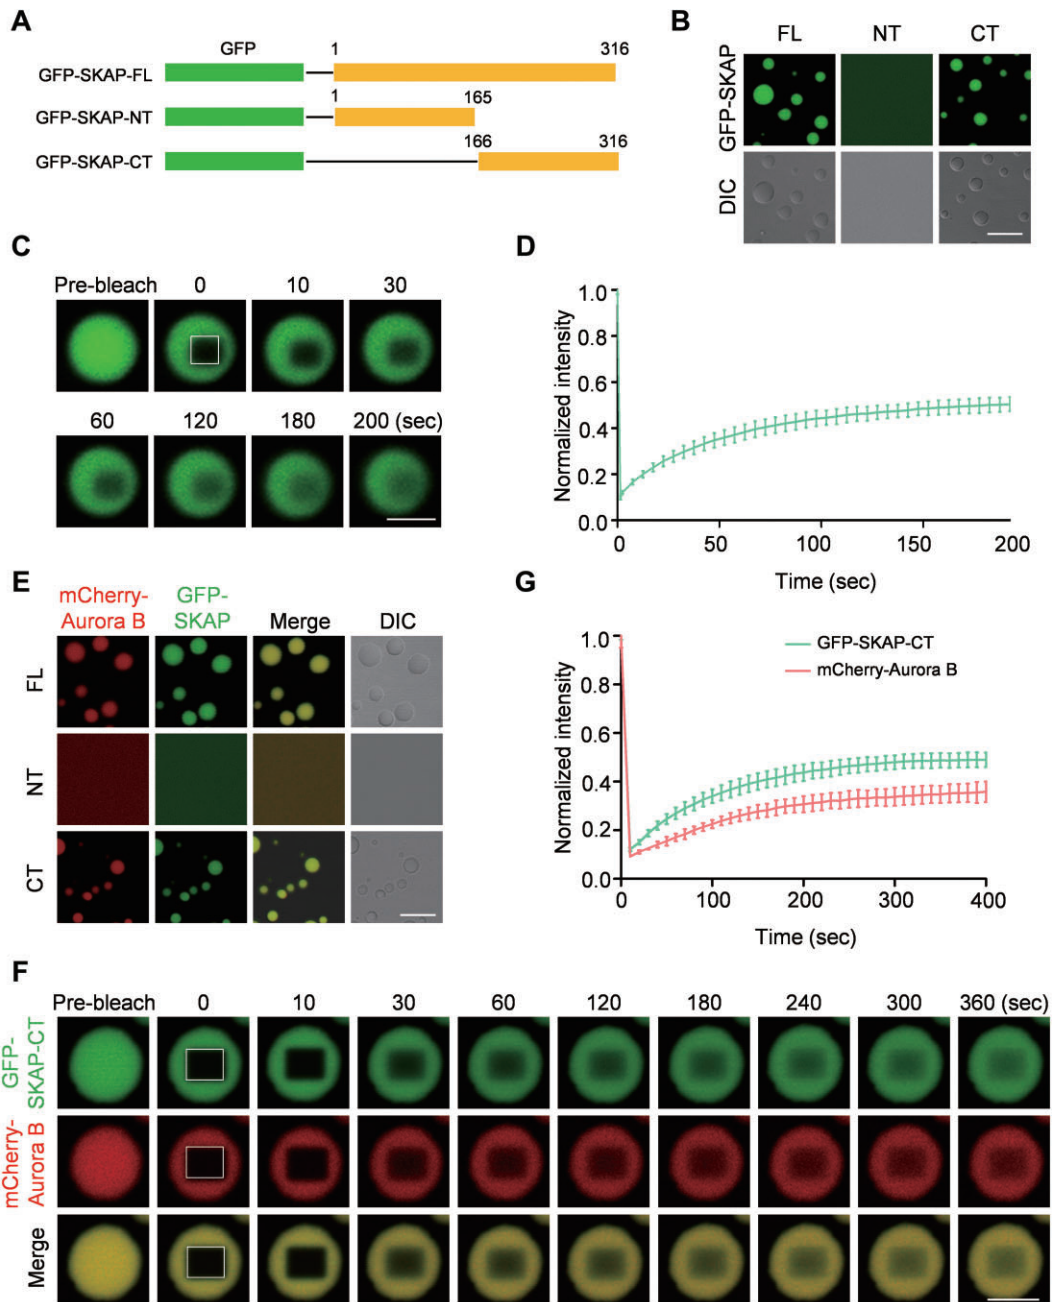 A
GFP
1
316
GFP-SKAP-FL
1
165
GFP-SKAP-NT
166
316
GFP-SKAP-CT
B
FL NT CT
GFP-SKAP
DIC
C
Pre-bleach 0 10 30
60 120 180 200 (sec)
D
Normalized intensity
1.0
0.8
0.6
0.4
0.2
0.0
0 50 100 150 200
Time (sec)
E
mCherry-
Aurora B
GFP-
SKAP
Merge
DIC
FL
NT
CT
G
Normalized intensity
1.0
0.8
0.6
0.4
0.2
0.0
GFP-SKAP-CT
mCherry-Aurora B
0 100 200 300 400
Time (sec)
F
Pre-bleach 0 10 30 60 120 180 240 300 360 (sec)
GFP-
SKAP-CT
mCherry-
Aurora B
Merge